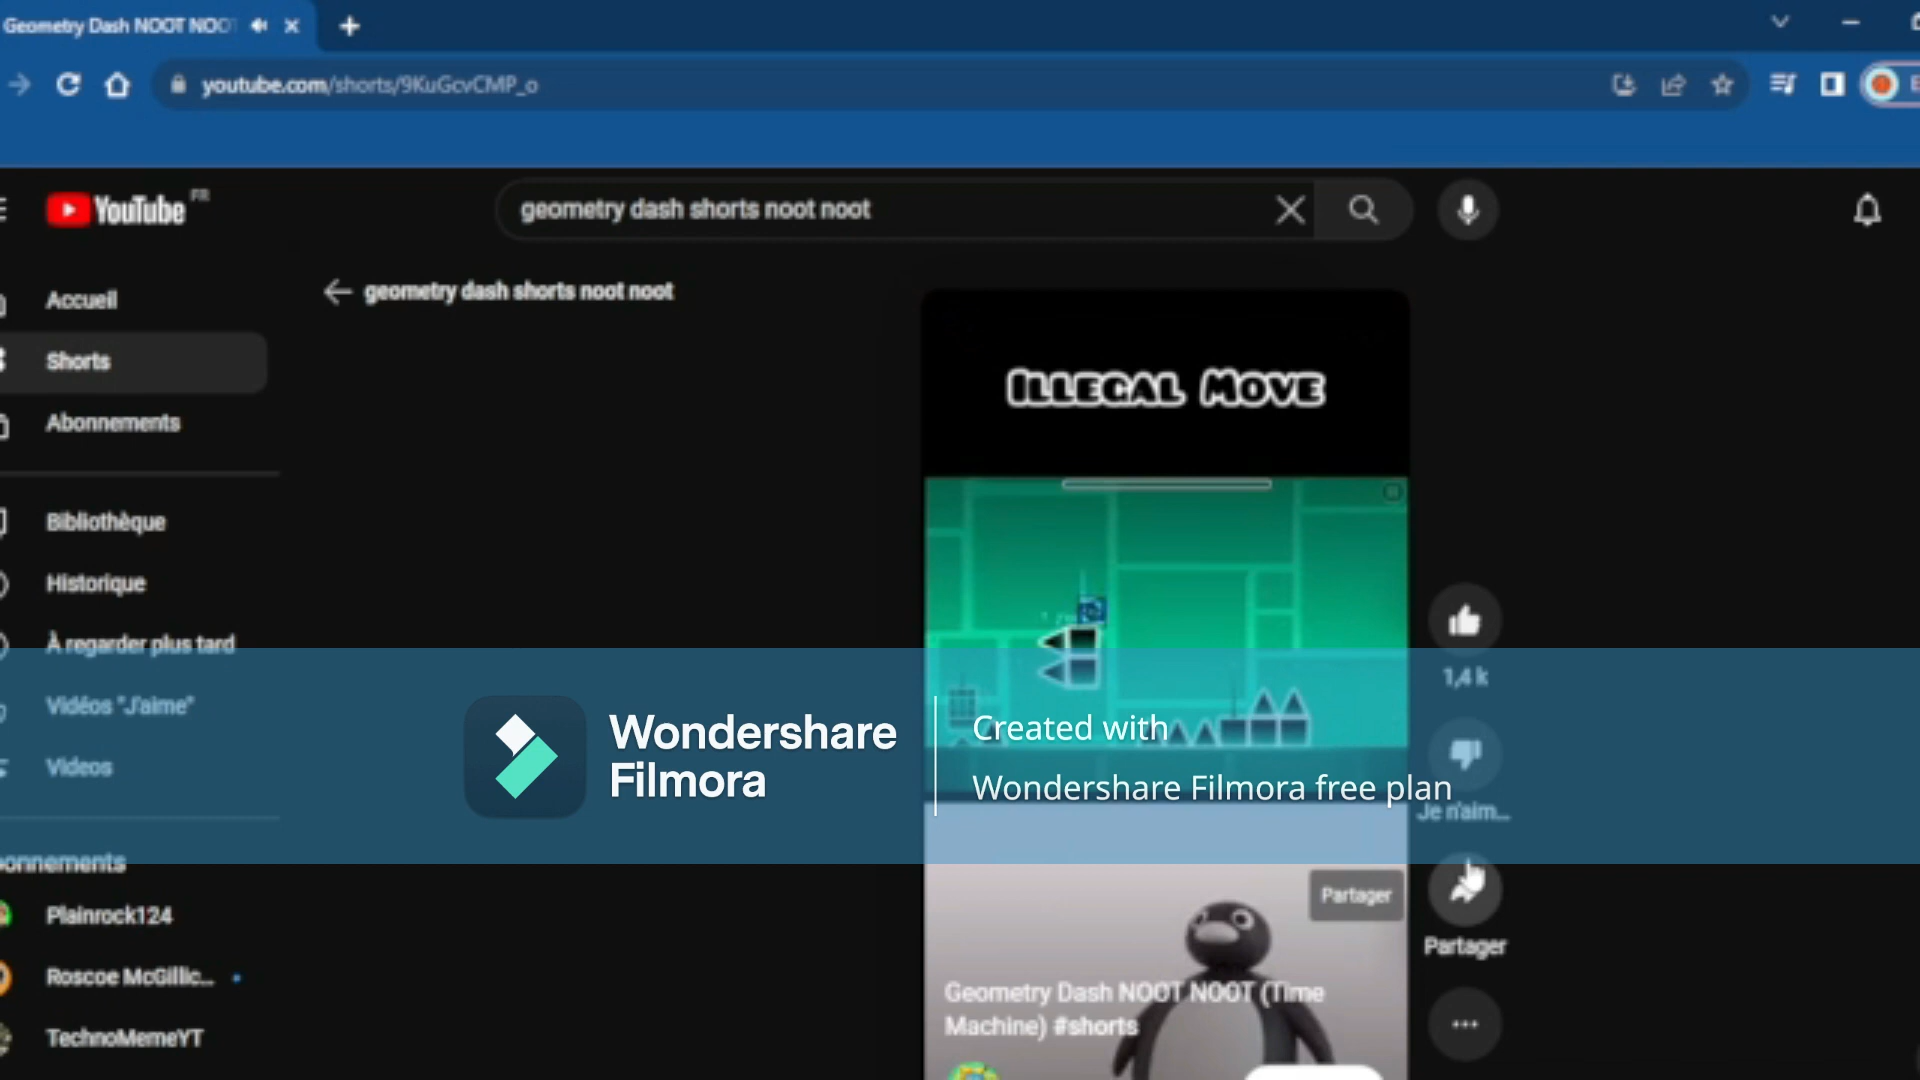 Geometry Dash NOOT NOO
youtube.com/shorts/9KuGcvCMP_o
YouTube FR
geometry dash shorts noot noot
geometry dash shorts noot noot
Accueil
Shorts
Abonnements
Bibliothèque
Historique
À regarder plus tard
Vidéos "J'aime"
Videos
onnements
Plainrock124
Roscoe McGillic...
TechnoMemeYT
ILLEGAL MOVE
1,4 k
Je n'aim...
Partager
Partager
Geometry Dash NOOT NOOT (Time
Machine) #shorts
Wondershare
Filmora
Created with
Wondershare Filmora free plan